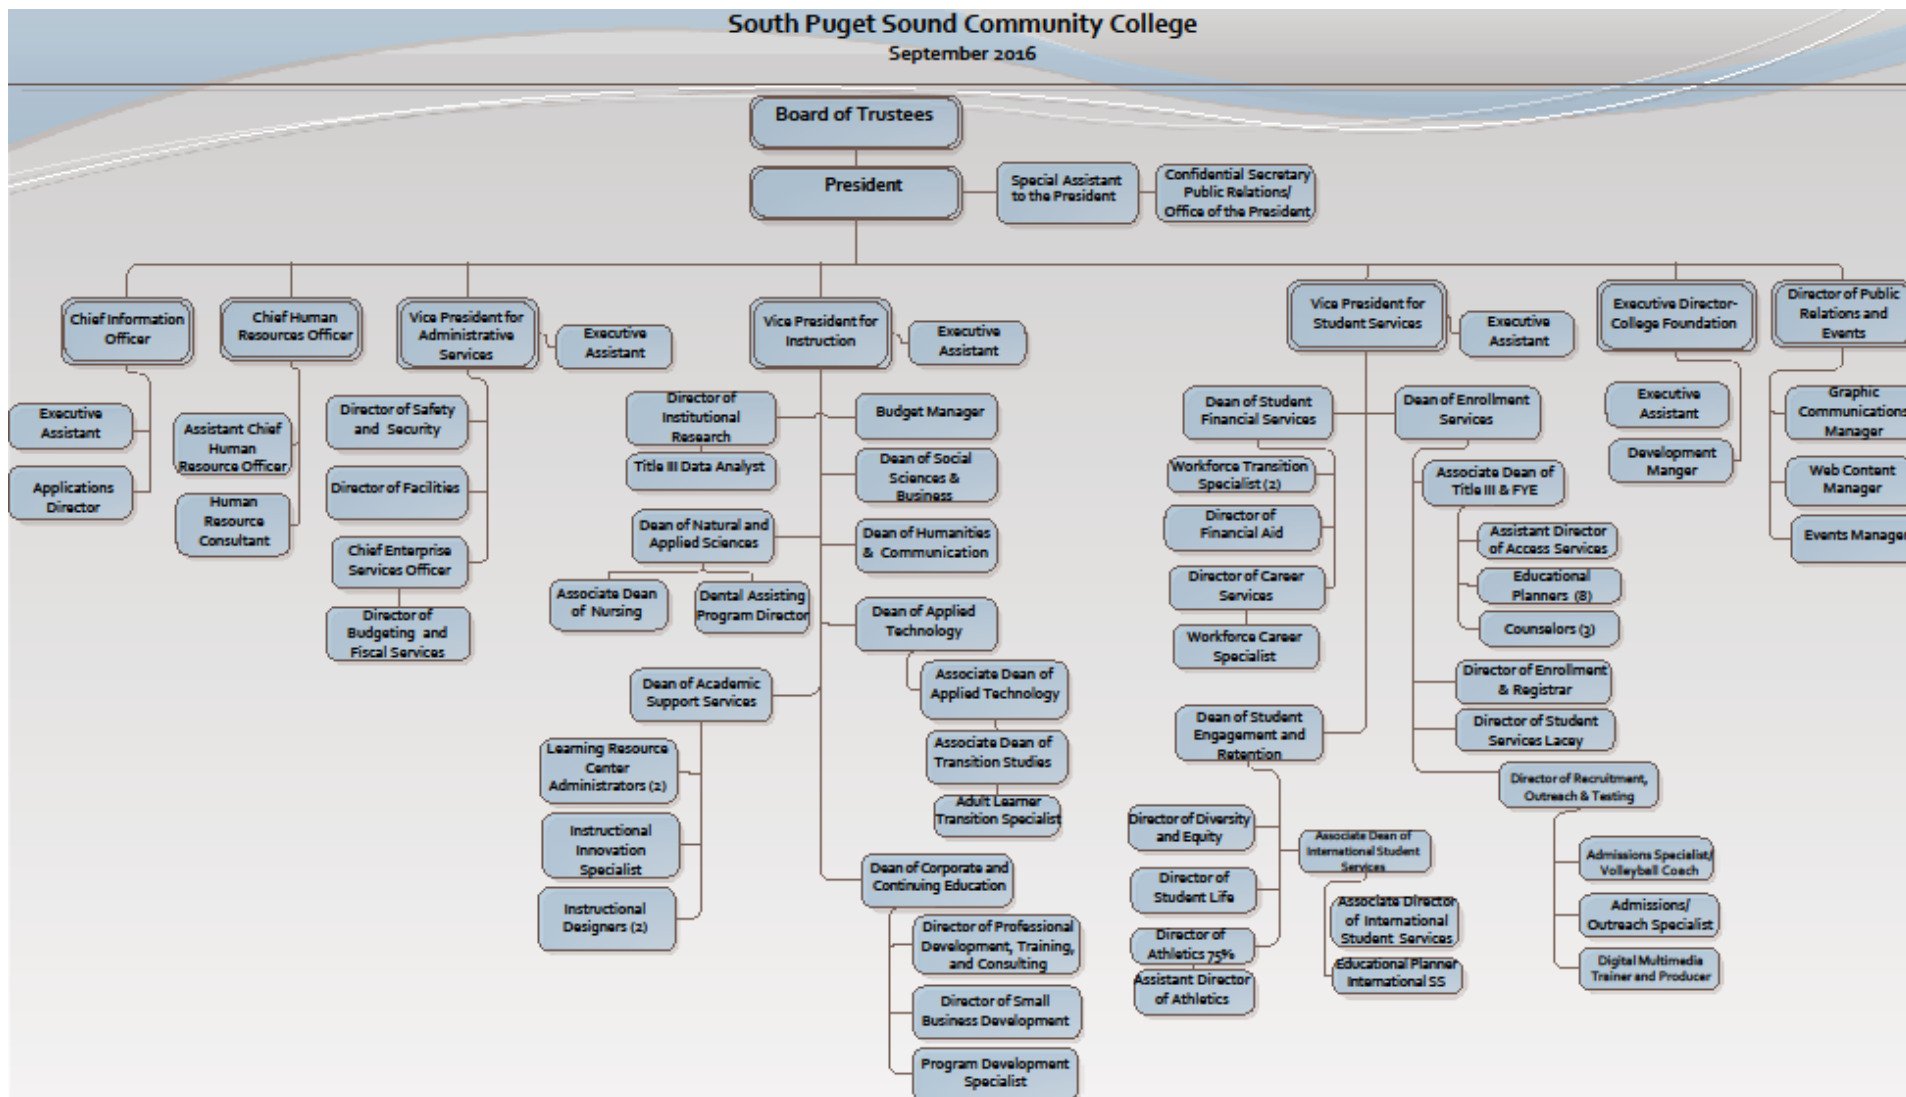 South Puget Sound Community College
September 2016
Board of Trustees
President
Special Assistant
to the President
Confidential Secretary
Public Relations/
Office of the President
Chief Information
Officer
Chief Human
Resources Officer
Vice President for
Administrative
Services
Executive
Assistant
Vice President for
Instruction
Executive
Assistant
Vice President for
Student Services
Executive
Assistant
Executive Director-
College Foundation
Director of Public
Relations and
Events
Executive
Assistant
Applications
Director
Assistant Chief
Human
Resource Officer
Human
Resource
Consultant
Director of Safety
and Security
Director of Facilities
Chief Enterprise
Services Officer
Director of
Budgeting and
Fiscal Services
Director of
Institutional
Research
Title III Data Analyst
Budget Manager
Dean of Social
Sciences &
Business
Dean of Natural and
Applied Sciences
Associate Dean
of Nursing
Dental Assisting
Program Director
Dean of Humanities
& Communication
Dean of Applied
Technology
Associate Dean of
Applied Technology
Associate Dean of
Transition Studies
Adult Learner
Transition Specialist
Dean of Academic
Support Services
Learning Resource
Center
Administrators (2)
Instructional
Innovation
Specialist
Instructional
Designers (2)
Dean of Corporate and
Continuing Education
Director of Professional
Development, Training,
and Consulting
Director of Small
Business Development
Program Development
Specialist
Dean of Student
Financial Services
Workforce Transition
Specialist (2)
Director of
Financial Aid
Director of Career
Services
Workforce Career
Specialist
Dean of Enrollment
Services
Associate Dean of
Title III & FYE
Assistant Director
of Access Services
Educational
Planners (8)
Counselors (3)
Director of Enrollment
& Registrar
Director of Student
Services Lacey
Director of Recruitment,
Outreach & Testing
Admissions Specialist/
Volleyball Coach
Admissions/
Outreach Specialist
Digital Multimedia
Trainer and Producer
Dean of Student
Engagement and
Retention
Director of Diversity
and Equity
Director of
Student Life
Director of
Athletics 75%
Assistant Director
of Athletics
Associate Dean of
International Student
Services
Associate Director
of International
Student Services
Educational Planner
International SS
Executive
Assistant
Development
Manger
Graphic
Communications
Manager
Web Content
Manager
Events Manager